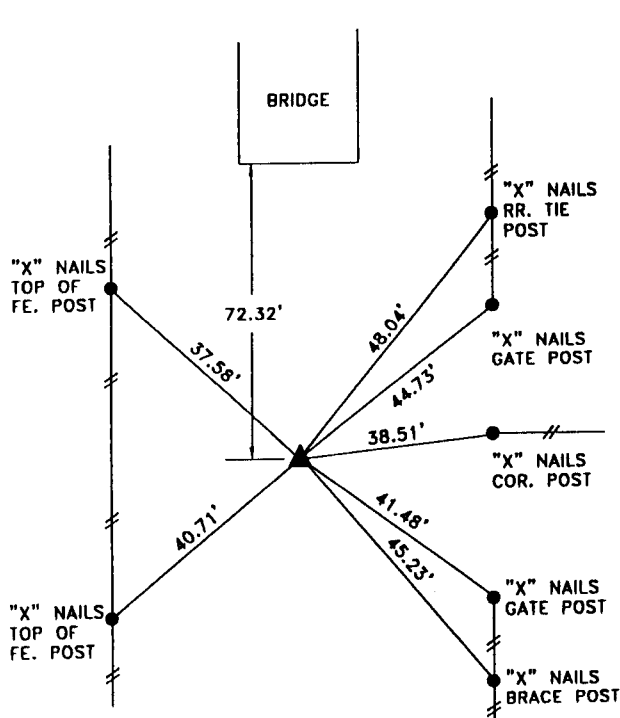 BRIDGE
"X" NAILS
RR. TIE
POST
"X" NAILS
TOP OF
FE. POST
72.32'
48.04'
37.58'
"X" NAILS
GATE POST
44.73'
38.51'
"X" NAILS
COR. POST
40.71'
41.48'
45.23'
"X" NAILS
GATE POST
"X" NAILS
TOP OF
FE. POST
"X" NAILS
BRACE POST